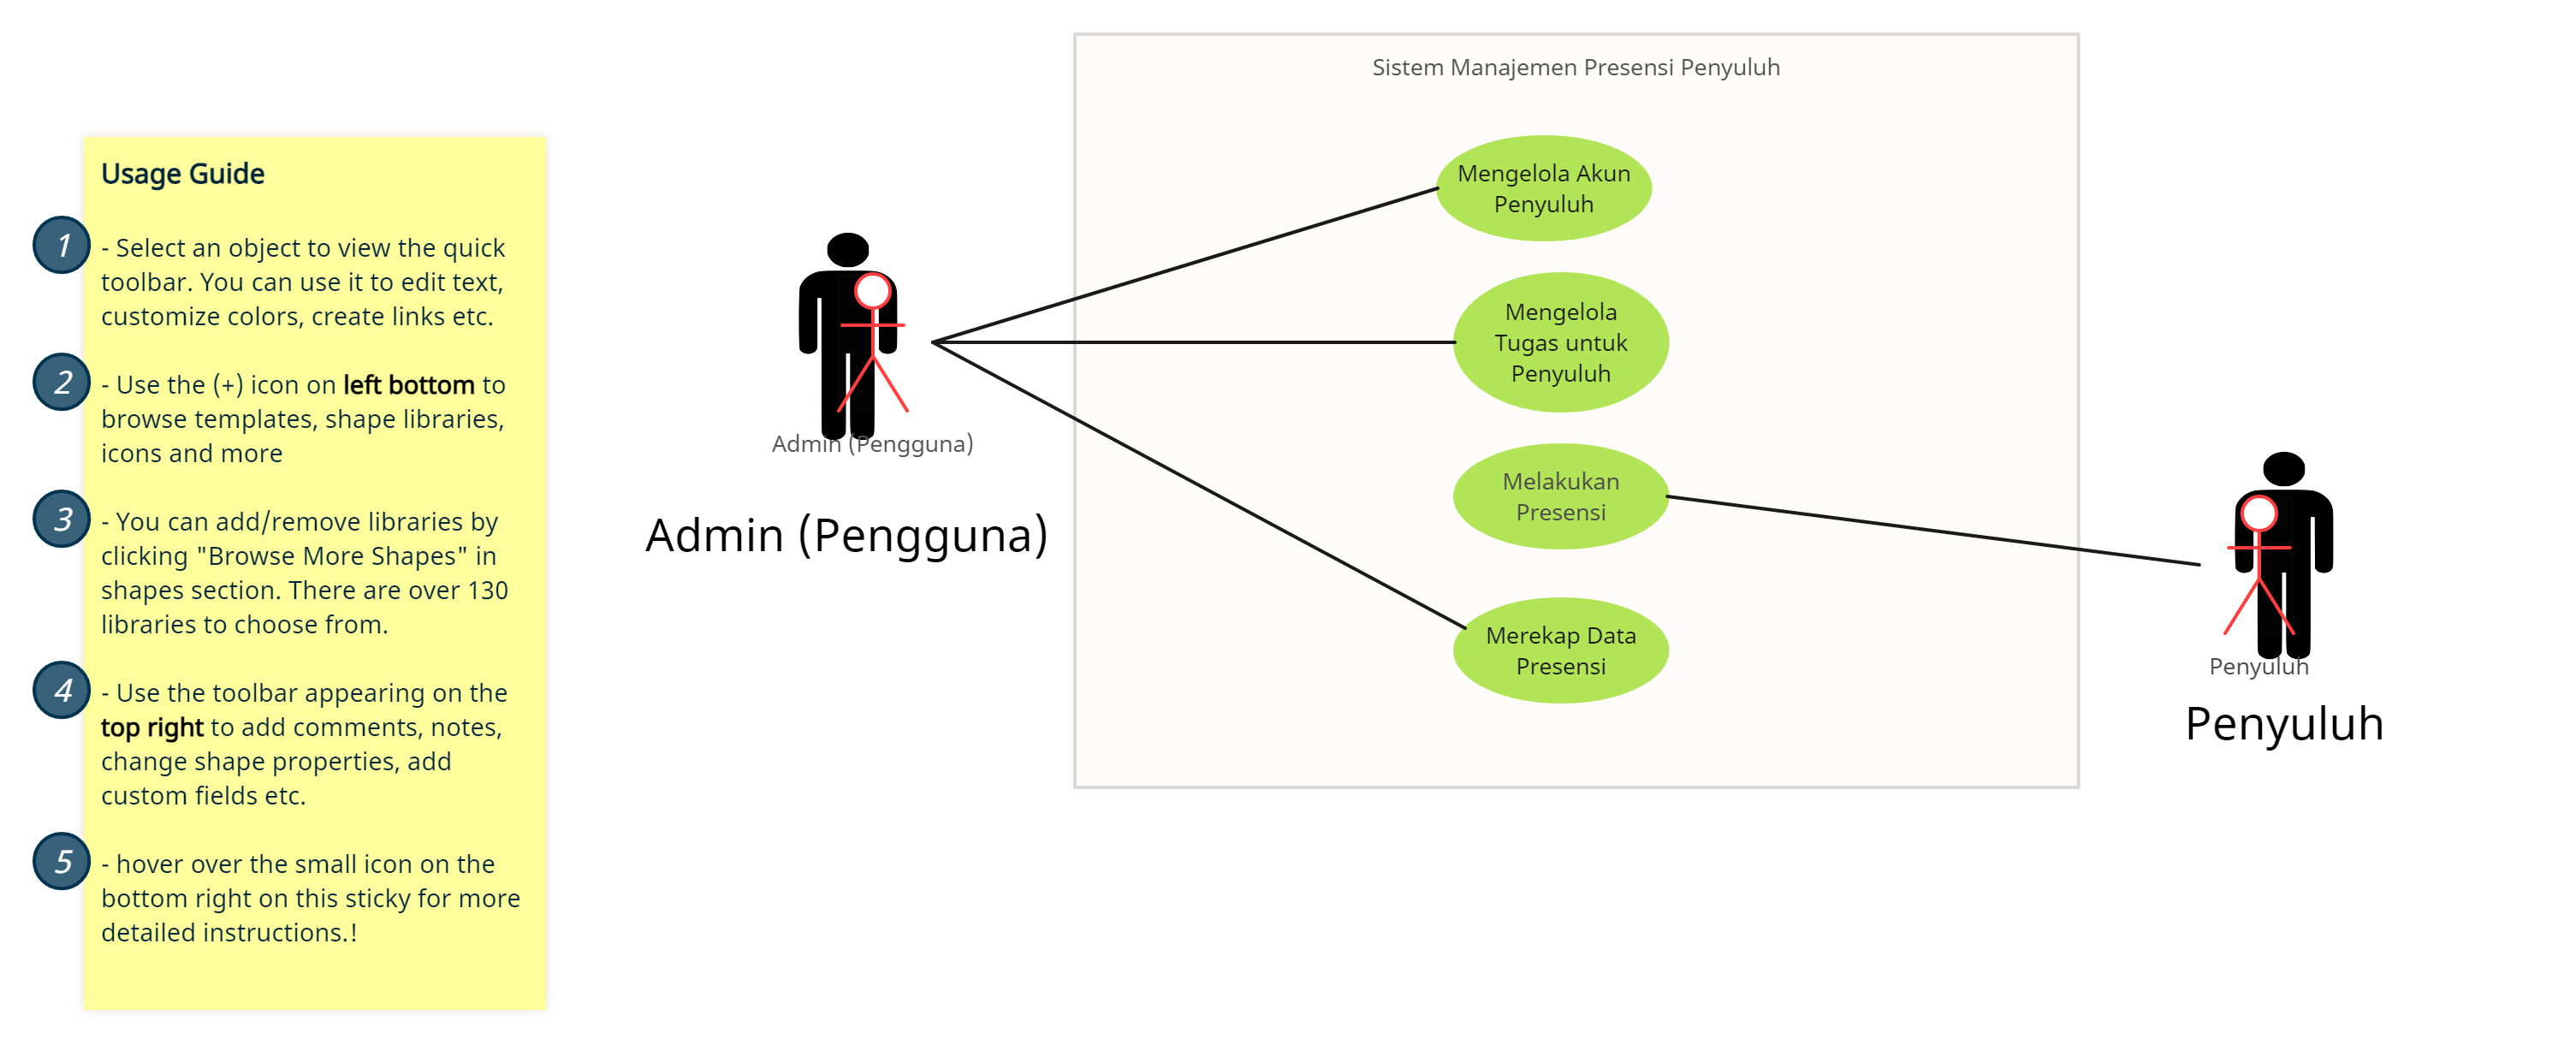 Usage Guide
1
- Select an object to view the quick
toolbar. You can use it to edit text,
customize colors, create links etc.
2
- Use the (+) icon on left bottom to
browse templates, shape libraries,
icons and more
3
- You can add/remove libraries by
clicking "Browse More Shapes" in
shapes section. There are over 130
libraries to choose from.
4
- Use the toolbar appearing on the
top right to add comments, notes,
change shape properties, add
custom fields etc.
5
- hover over the small icon on the
bottom right on this sticky for more
detailed instructions.!
Admin (Pengguna)
Admin (Pengguna)
Sistem Manajemen Presensi Penyuluh
Mengelola Akun
Penyuluh
Mengelola
Tugas untuk
Penyuluh
Melakukan
Presensi
Merekap Data
Presensi
Penyuluh
Penyuluh